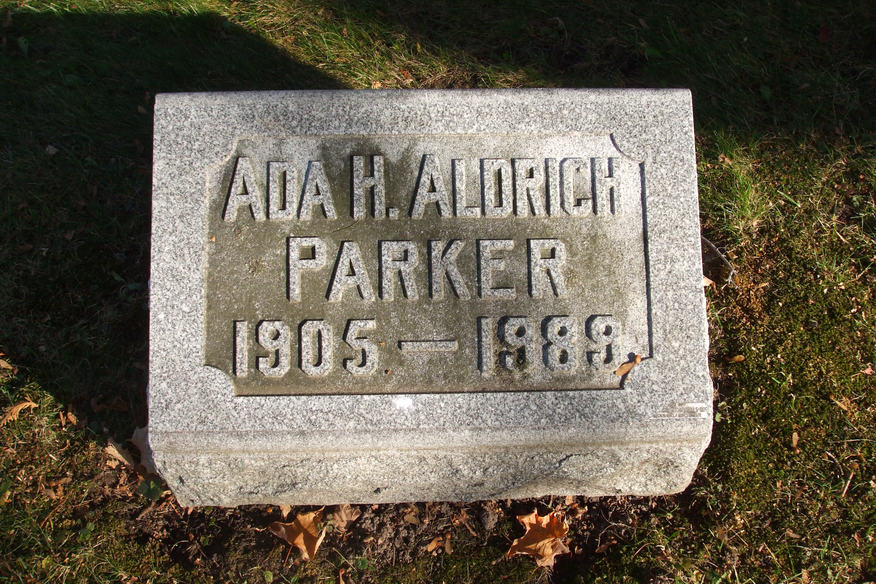 ADA H. ALDRICH
PARKER
1905 – 1989